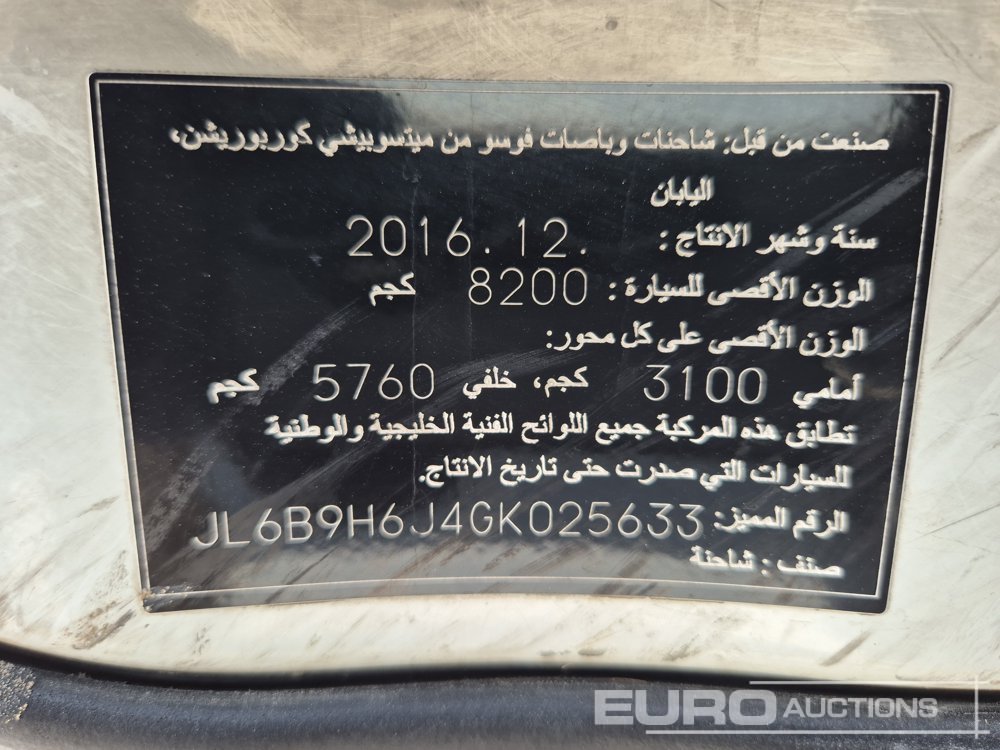 صنعت من قبل: شاحنات وباصات فوسو من ميتسوبيشي كوربوريشن،
اليابان
سنة وشهر الانتاج : 2016.12.
الوزن الأقصى للسيارة : 8200 كجم
الوزن الأقصى على كل محور:
أمامي 3100 كجم، خلفي 5760 كجم
تطابق هذه المركبة جميع اللوائح الفنية الخليجية والوطنية
للسيارات التي صدرت حتى تاريخ الانتاج.
الرقم المميز: JL6B9H6J4GK025633
صنف : شاحنة
EURO AUCTIONS